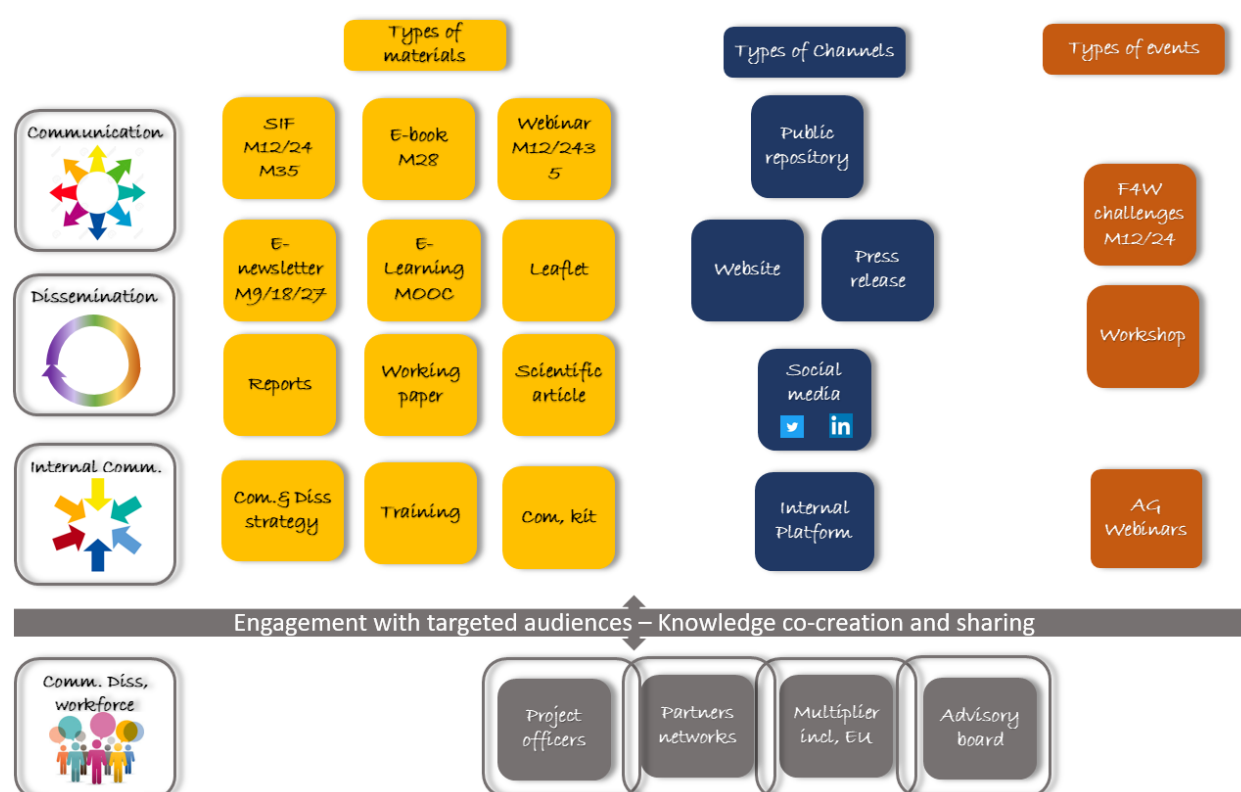 Types of
materials
Types of Channels
Types of events
Communication
SIF
M12/24
M35
E-book
M28
Webinar
M12/243
5
Public
repository
F4W
challenges
M12/24
E-
newsletter
M9/18/27
E-
Learning
MOOC
Leaflet
Website
Press
release
Dissemination
Workshop
Reports
Working
paper
Scientific
article
Social
media
in
Internal Comm.
Com.& Diss
strategy
Training
Com, kit
Internal
Platform
AG
Webinars
Engagement with targeted audiences – Knowledge co-creation and sharing
Comm. Diss,
workforce
Project
officers
Partners
networks
Multiplier
incl, EU
Advisory
board